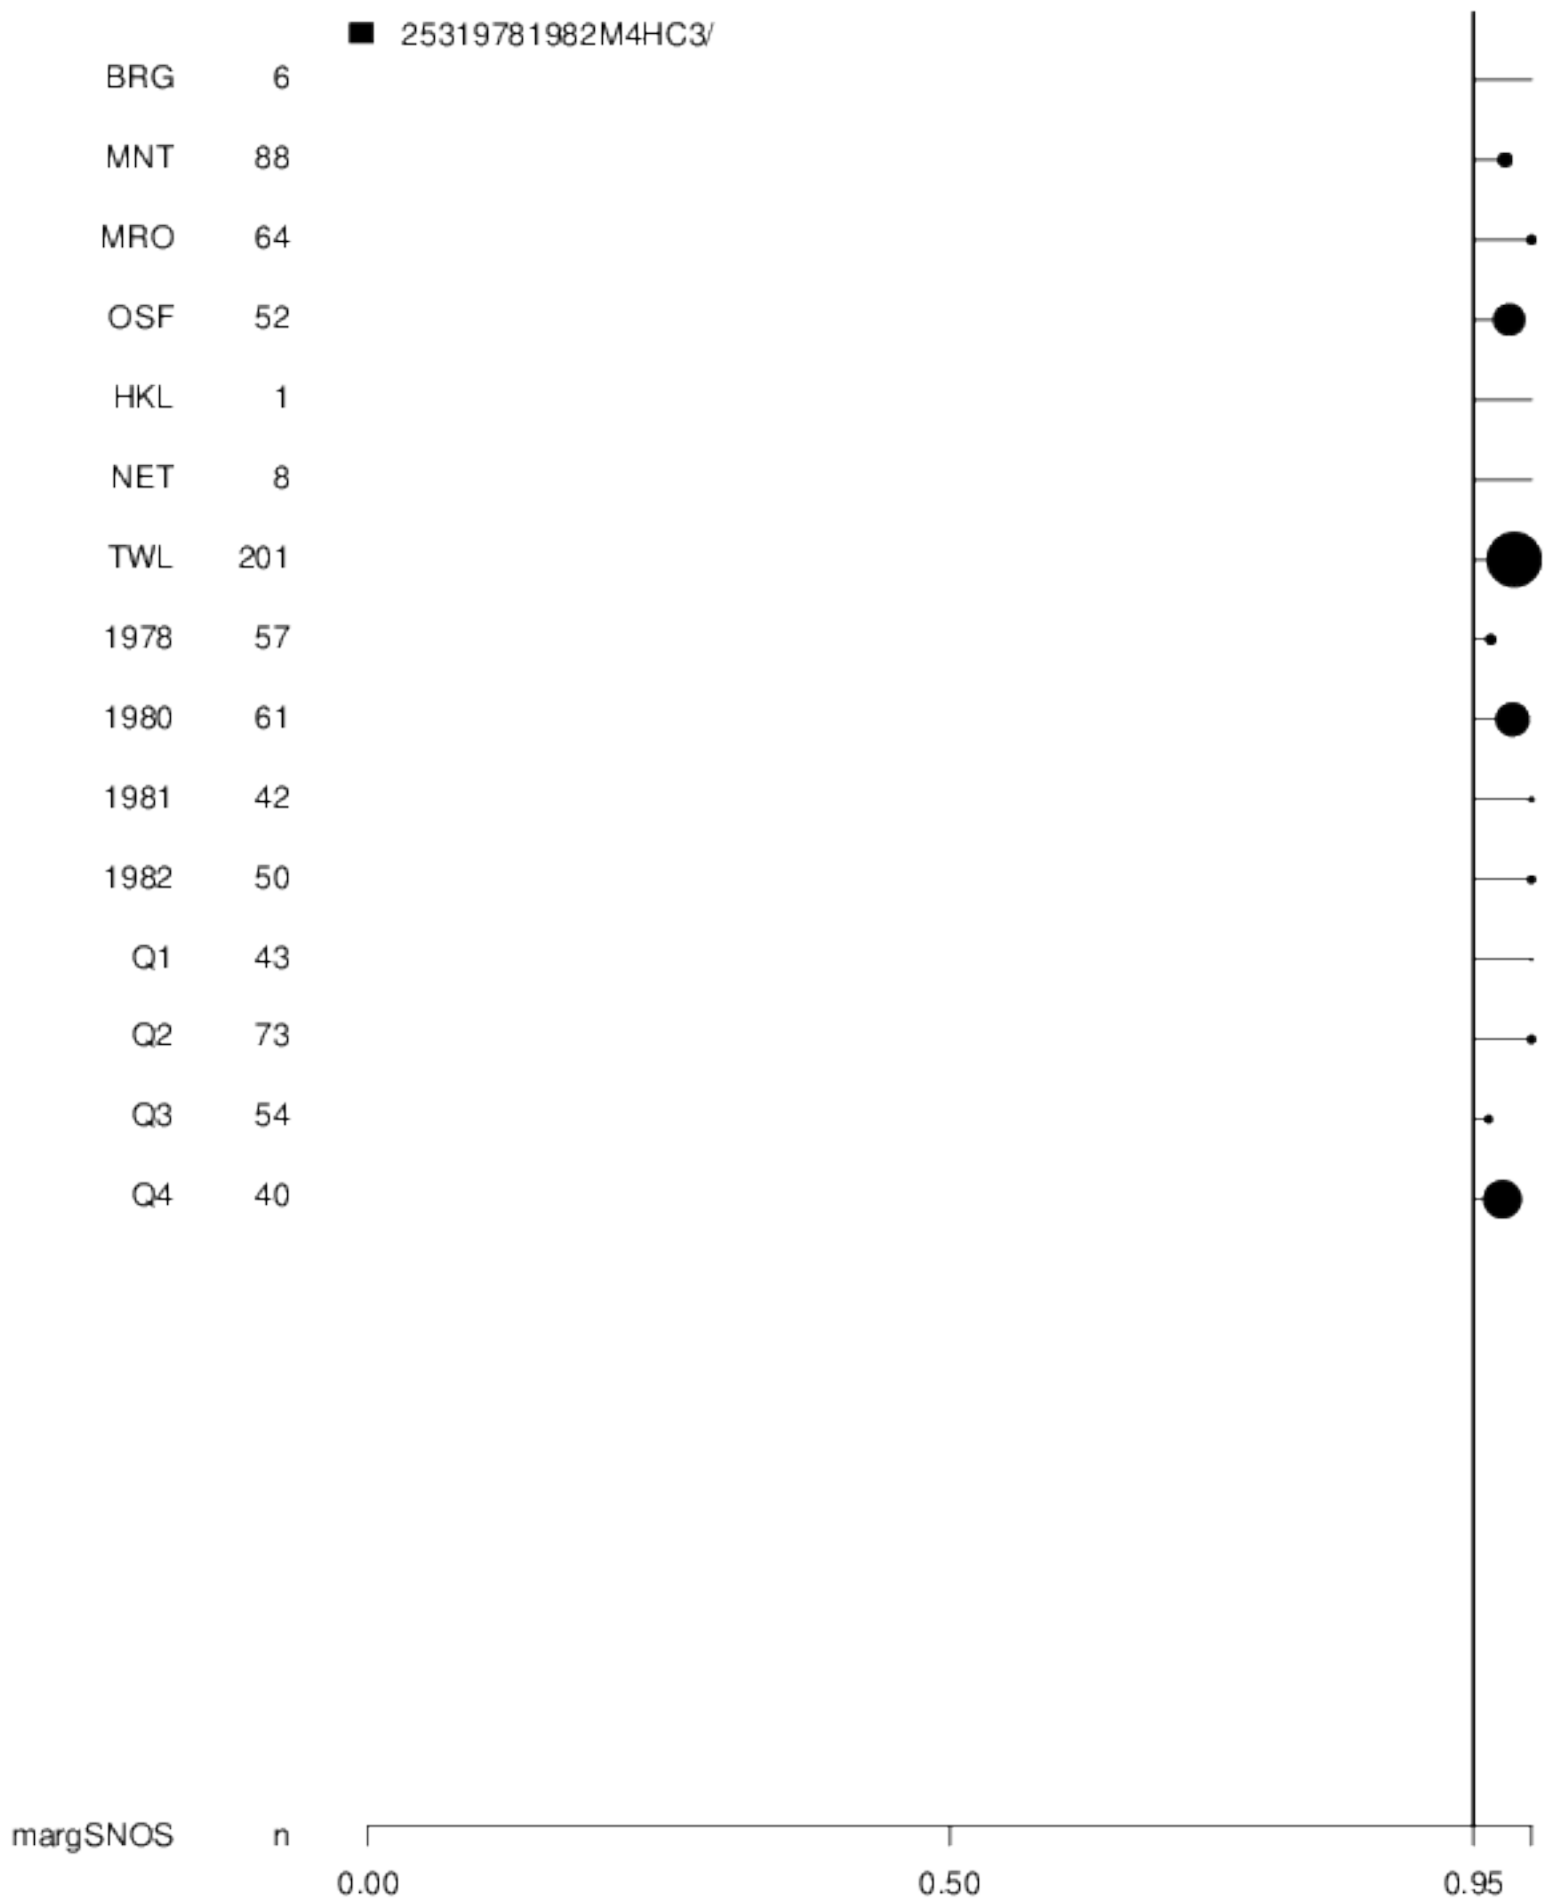 25319781982M4HC3/
BRG 6
MNT 88
MRO 64
OSF 52
HKL 1
NET 8
TWL 201
1978 57
1980 61
1981 42
1982 50
Q1 43
Q2 73
Q3 54
Q4 40
margSNOS n
0.00 0.50 0.95